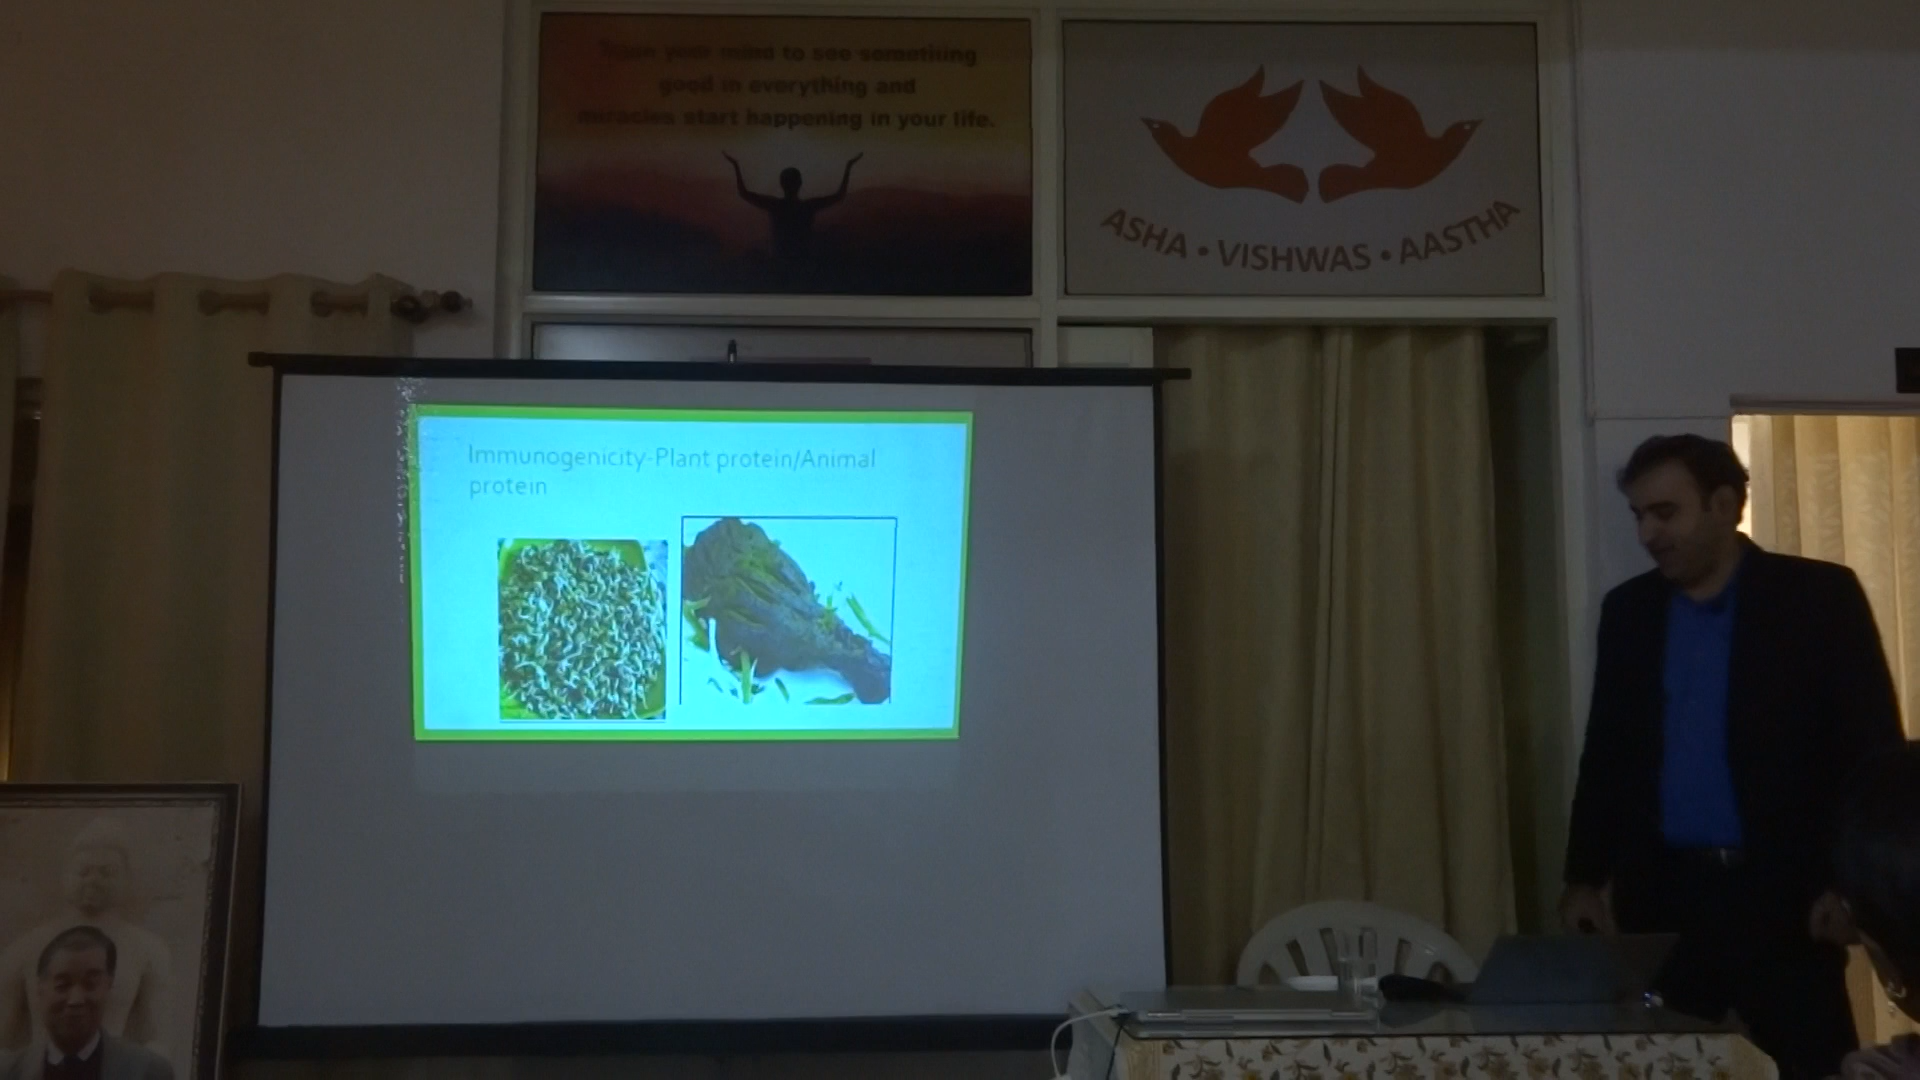 your mind to see something
good in everything and
miracles start happening in your life.
ASHA • VISHWAS • AASTHA
Immunogenicity-Plant protein/Animal
protein